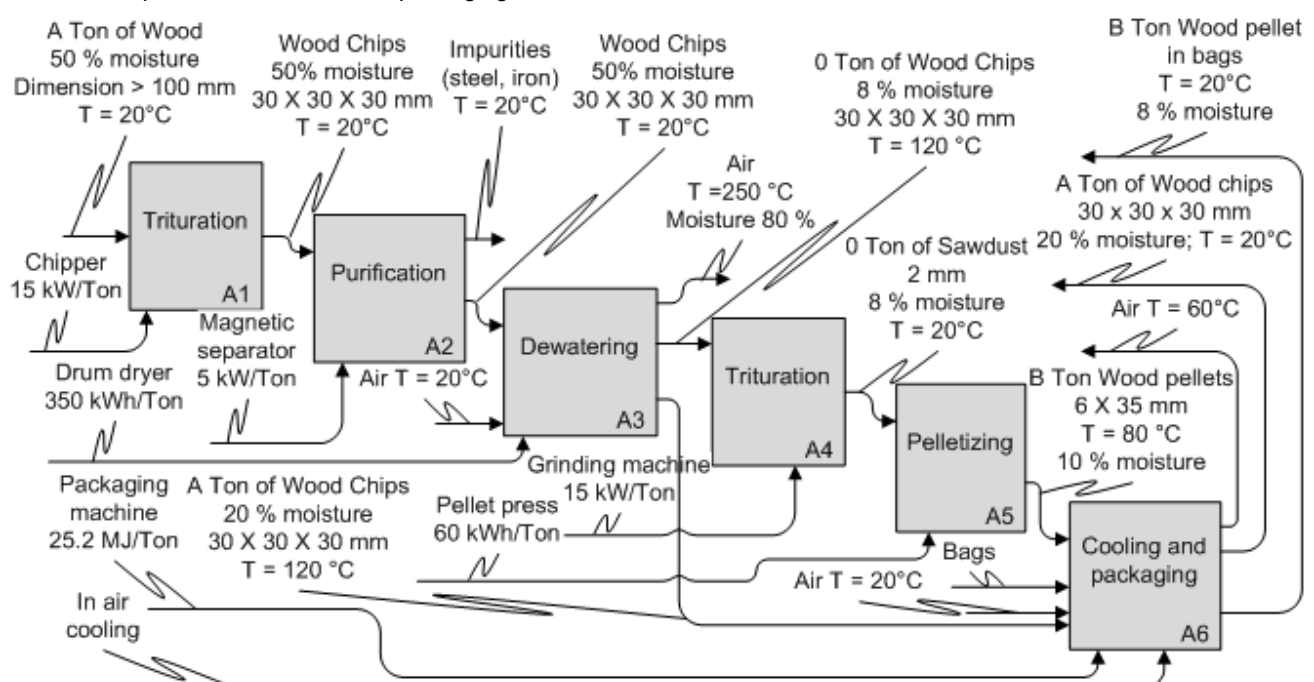 A Ton of Wood
50 % moisture
Dimension > 100 mm
T = 20°C
Wood Chips
50% moisture
30 X 30 X 30 mm
T = 20°C
Impurities
(steel, iron)
T = 20°C
Wood Chips
50% moisture
30 X 30 X 30 mm
T = 20°C
0 Ton of Wood Chips
8 % moisture
30 X 30 X 30 mm
T = 120 °C
B Ton Wood pellet
in bags
T = 20°C
8 % moisture
Air
T =250 °C
Moisture 80 %
A Ton of Wood chips
30 x 30 x 30 mm
20 % moisture; T = 20°C
Trituration
A1
Chipper
15 kW/Ton
Purification
A2
Magnetic
separator
5 kW/Ton
0 Ton of Sawdust
2 mm
8 % moisture
T = 20°C
Air T = 60°C
Dewatering
A3
Drum dryer
350 kWh/Ton
Air T = 20°C
Trituration
A4
B Ton Wood pellets
6 X 35 mm
T = 80 °C
10 % moisture
Pelletizing
A5
Grinding machine
15 kW/Ton
Packaging
machine
25.2 MJ/Ton
A Ton of Wood Chips
20 % moisture
30 X 30 X 30 mm
T = 120 °C
Pellet press
60 kWh/Ton
Bags
Air T = 20°C
Cooling and
packaging
A6
In air
cooling